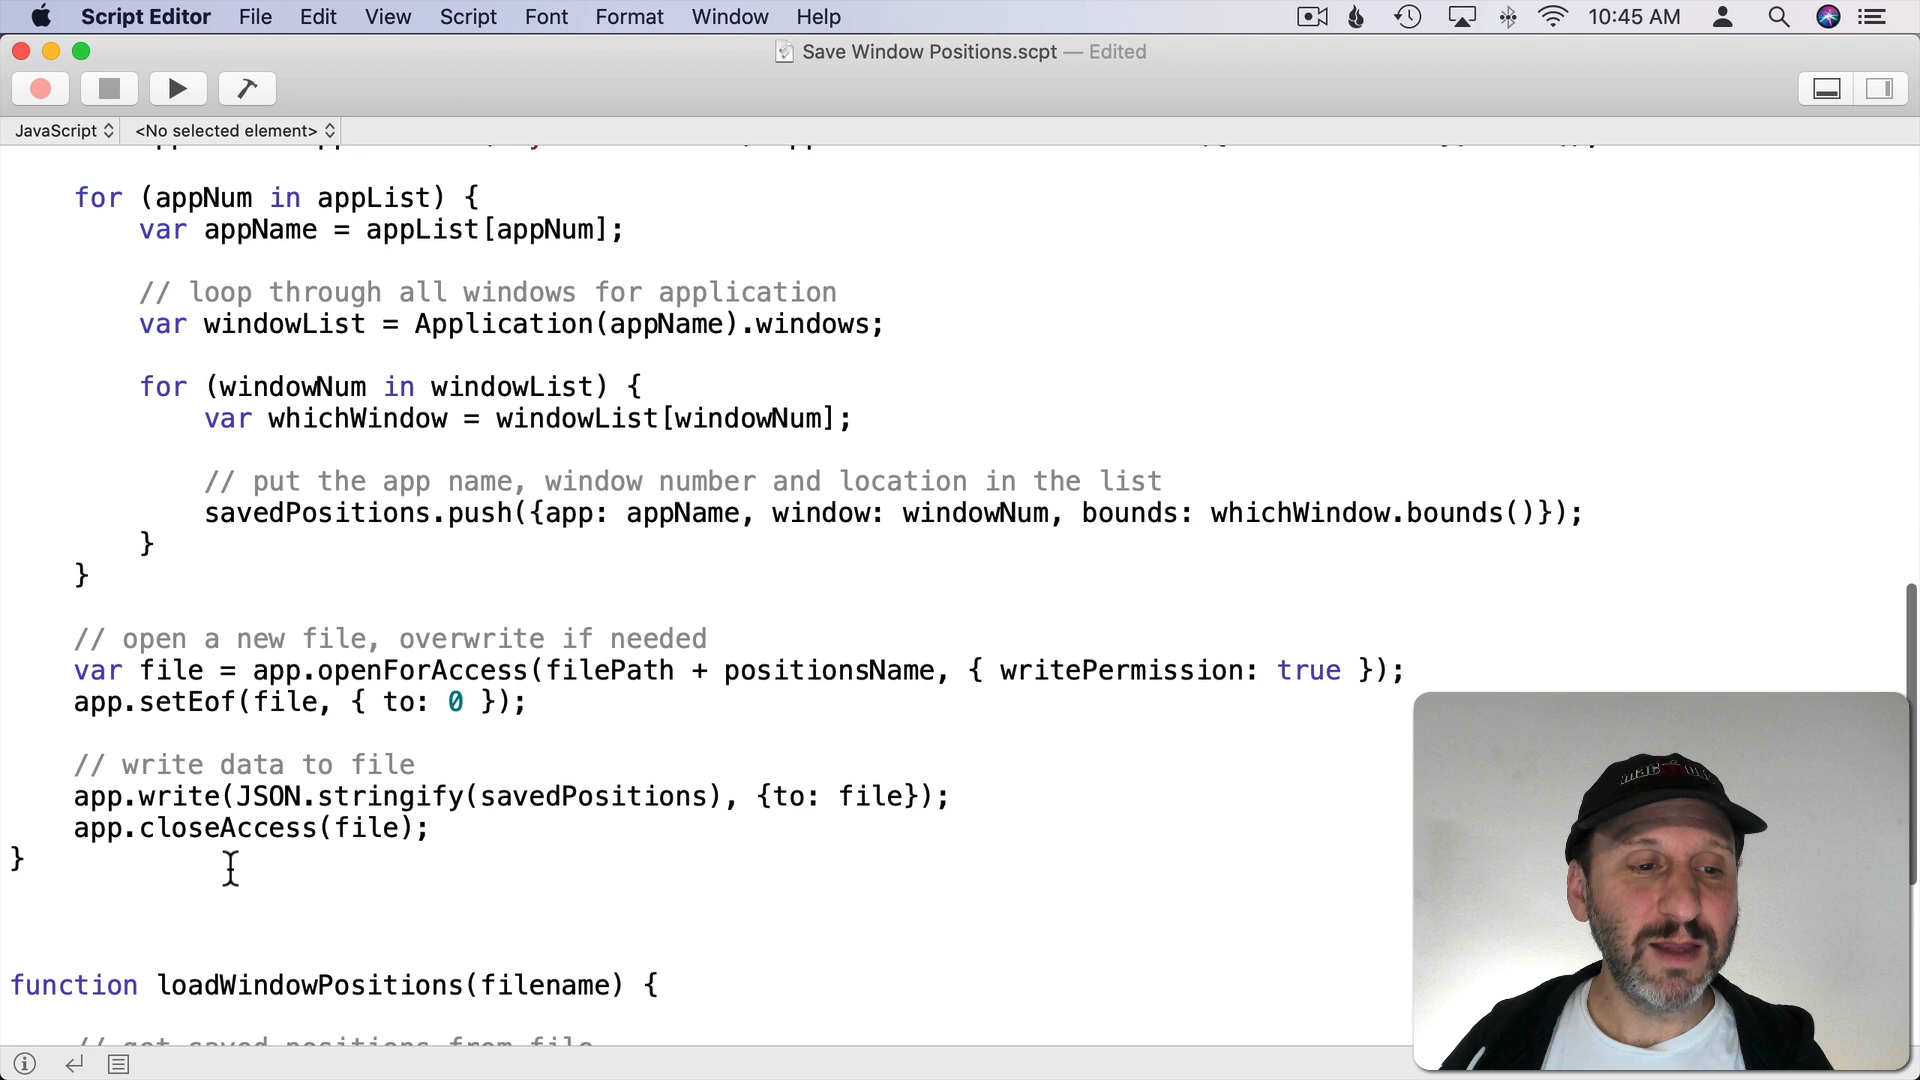 Script Editor File Edit View Script Font Format Window Help 10:45 AM
Save Window Positions.scpt — Edited
JavaScript <No selected element>
for (appNum in appList) {
var appName = appList[appNum];
// loop through all windows for application
var windowList = Application(appName).windows;
for (windowNum in windowList) {
var whichWindow = windowList[windowNum];
// put the app name, window number and location in the list
savedPositions.push({app: appName, window: windowNum, bounds: whichWindow.bounds()});
}
}
// open a new file, overwrite if needed
var file = app.openForAccess(filePath + positionsName, { writePermission: true });
app.setEof(file, { to: 0 });
// write data to file
app.write(JSON.stringify(savedPositions), {to: file});
app.closeAccess(file);
}
function loadWindowPositions(filename) {
// get saved positions from file